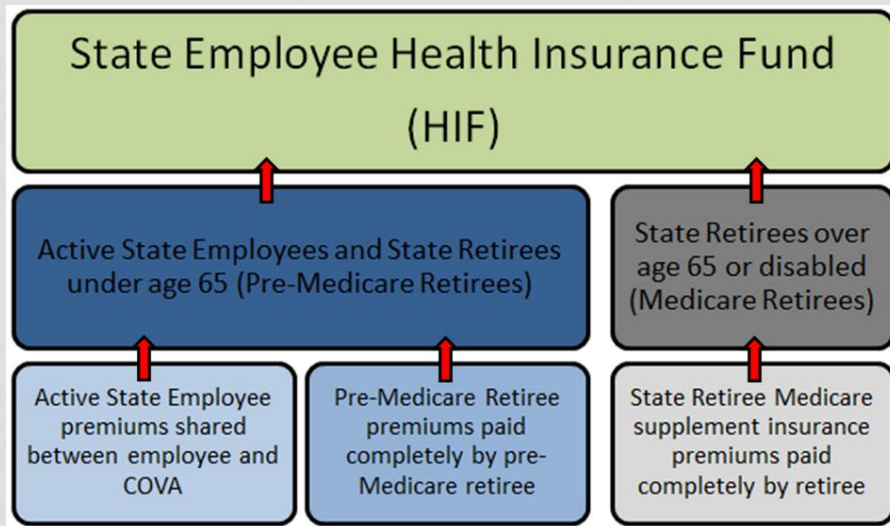 State Employee Health Insurance Fund
(HIF)
Active State Employees and State Retirees
under age 65 (Pre-Medicare Retirees)
State Retirees over
age 65 or disabled
(Medicare Retirees)
Active State Employee
premiums shared
between employee and
COVA
Pre-Medicare Retiree
premiums paid
completely by pre-
Medicare retiree
State Retiree Medicare
supplement insurance
premiums paid
completely by retiree